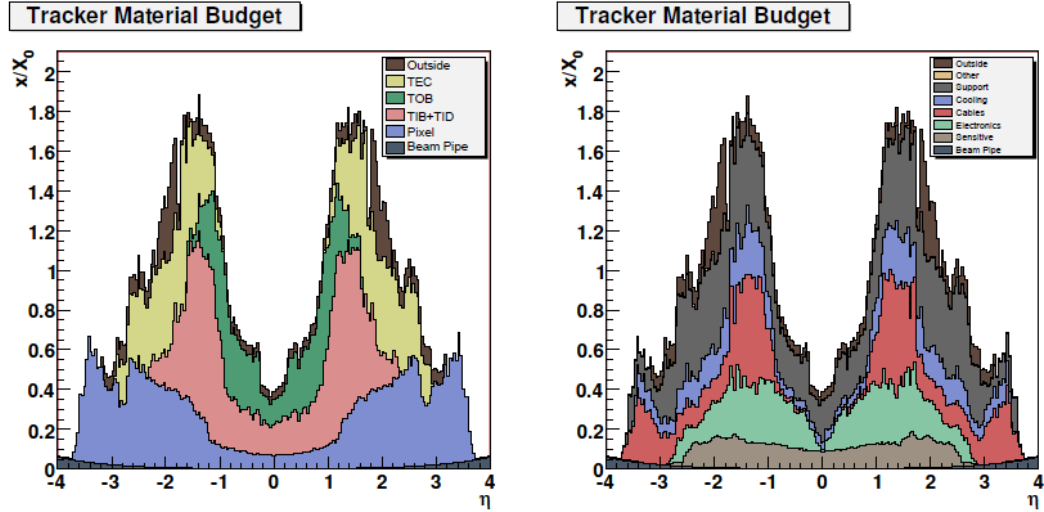 Tracker Material Budget
x/X0
2
1.8
1.6
1.4
1.2
1
0.8
0.6
0.4
0.2
0
-4 -3 -2 -1 0 1 2 3 4
η
Outside
TEC
TOB
TIB+TID
Pixel
Beam Pipe
Tracker Material Budget
x/X0
2
1.8
1.6
1.4
1.2
1
0.8
0.6
0.4
0.2
0
-4 -3 -2 -1 0 1 2 3 4
η
Outside
Other
Support
Cooling
Cables
Electronics
Sensitive
Beam Pipe